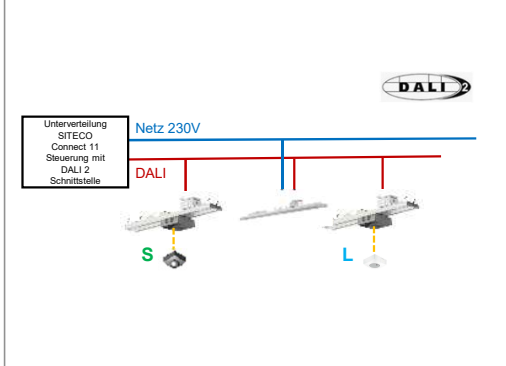 DALI 2
Netz 230V
Unterverteilung
SITECO
Connect 11
Steuerung mit
DALI 2
Schnittstelle
DALI
S
L